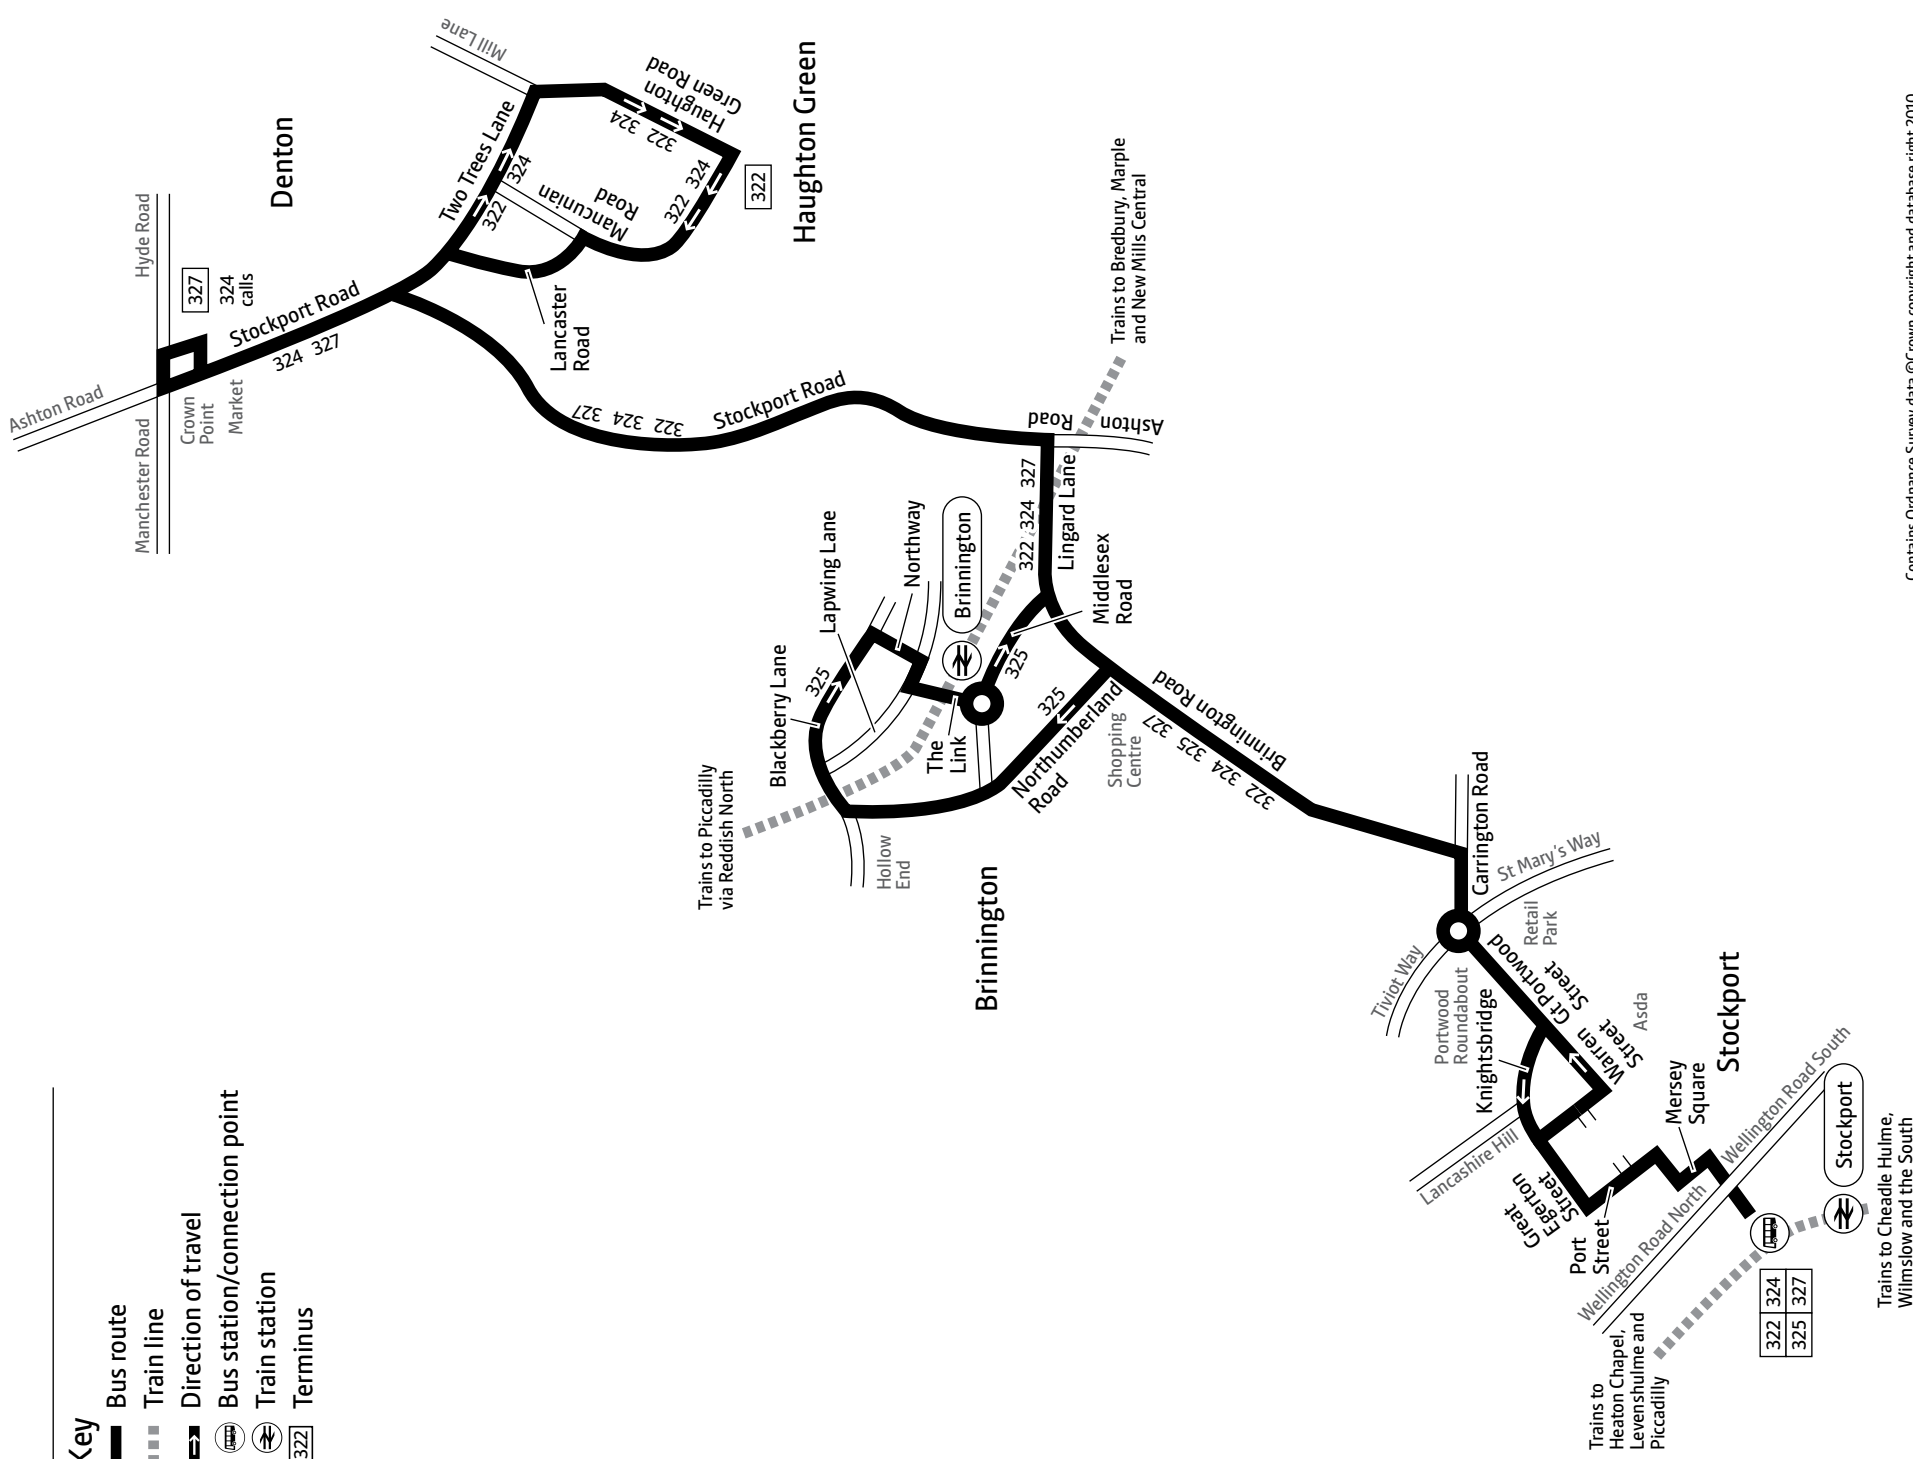 Key
Bus route
Train line
Direction of travel
Bus station/connection point
Train station
322
Terminus
Ashton Road
Manchester Road
Hyde Road
Crown
Point
Market
327
324
calls
Denton
Stockport Road
324 327
Mill Lane
Two Trees Lane
322
324
Haughton
Green Road
324
322
324
322
322
Haughton Green
Mancunian
Road
Lancaster
Road
322 324 327
Stockport Road
Ashton
Road
Trains to Bredbury, Marple
and New Mills Central
322 324 327
Lingard Lane
Middlesex
Road
Brinnington
Northway
Lapwing Lane
Blackberry Lane
325
The
Link
325
325
Northumberland
Road
Shopping
Centre
Trains to Piccadilly
via Reddish North
Hollow
End
Brinnington
Brinnington Road
322 324 325 327
Carrington Road
St Mary's Way
Tiviot Way
Retail
Park
Portwood
Roundabout
Gt Portwood
Street
Knightsbridge
Warren
Street
Asda
Lancashire Hill
Great
Egerton
Street
Port
Street
Mersey
Square
Stockport
Wellington Road North
Wellington Road South
Stockport
322 324
325 327
Trains to
Heaton Chapel,
Levenshulme and
Piccadilly
Trains to Cheadle Hulme,
Wilmslow and the South